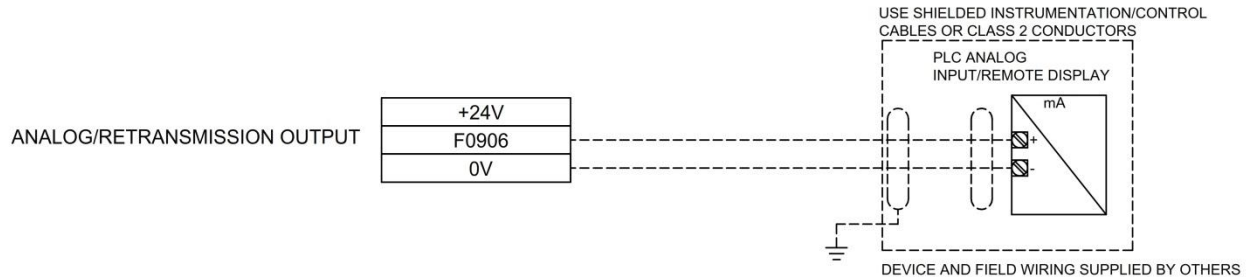 USE SHIELDED INSTRUMENTATION/CONTROL
CABLES OR CLASS 2 CONDUCTORS
PLC ANALOG
INPUT/REMOTE DISPLAY
mA
ANALOG/RETRANSMISSION OUTPUT
+24V
F0906
0V
+
-
DEVICE AND FIELD WIRING SUPPLIED BY OTHERS